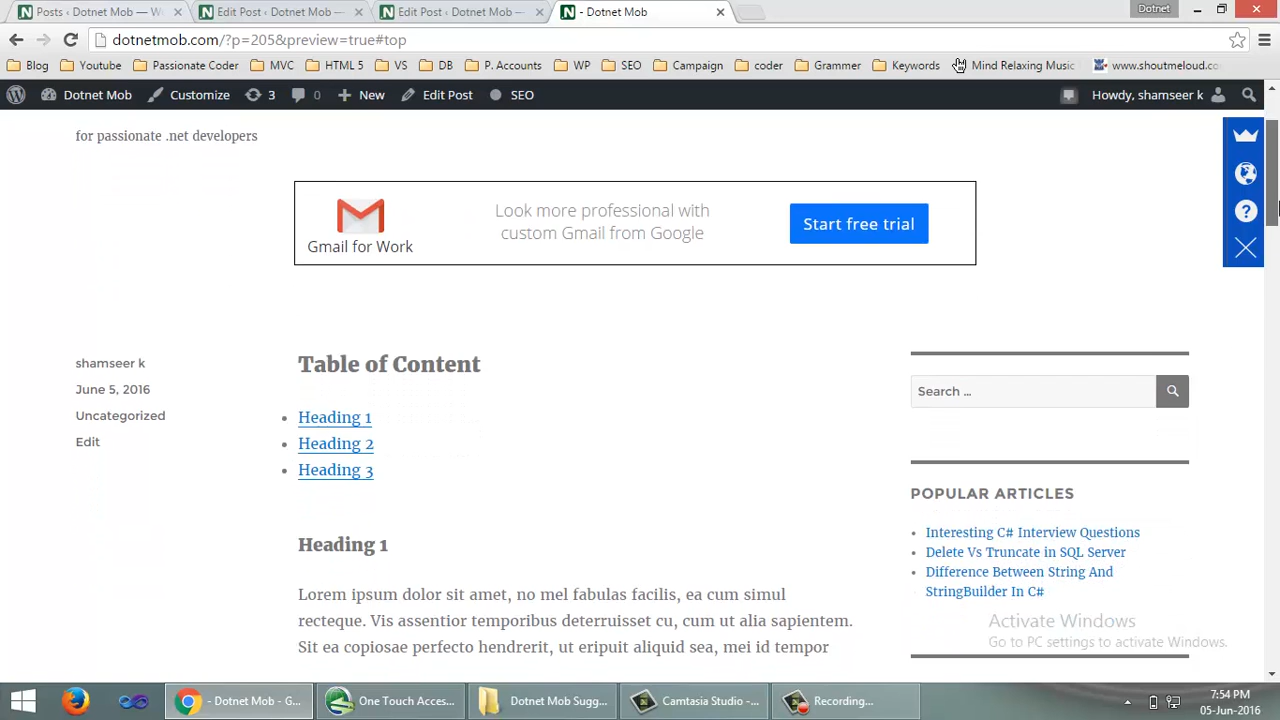 Posts ‹ Dotnet Mob — W
Edit Post ‹ Dotnet Mob —
Edit Post ‹ Dotnet Mob —
- Dotnet Mob
Dotnet
dotnetmob.com/?p=205&preview=true#top
Blog
Youtube
Passionate Coder
MVC
HTML 5
VS
DB
P. Accounts
WP
SEO
Campaign
coder
Grammer
Keywords
Mind Relaxing Music
www.shoutmeloud.co
Dotnet Mob
Customize
3
0
New
Edit Post
SEO
Howdy, shamseer k
for passionate .net developers
Gmail for Work
Look more professional with
custom Gmail from Google
Start free trial
shamseer k
June 5, 2016
Uncategorized
Edit
Table of Content
Heading 1
Heading 2
Heading 3
Heading 1
Lorem ipsum dolor sit amet, no mel fabulas facilis, ea cum simul
recteque. Vis assentior temporibus deterruisset cu, cum ut alia sapientem.
Sit ea copiosae perfecto hendrerit, ut eripuit aliquid sea, mei id tempor
Search …
POPULAR ARTICLES
Interesting C# Interview Questions
Delete Vs Truncate in SQL Server
Difference Between String And
StringBuilder In C#
Activate Windows
Go to PC settings to activate Windows.
- Dotnet Mob - G...
One Touch Acces...
Dotnet Mob Sugg...
Camtasia Studio -...
Recording...
7:54 PM
05-Jun-2016